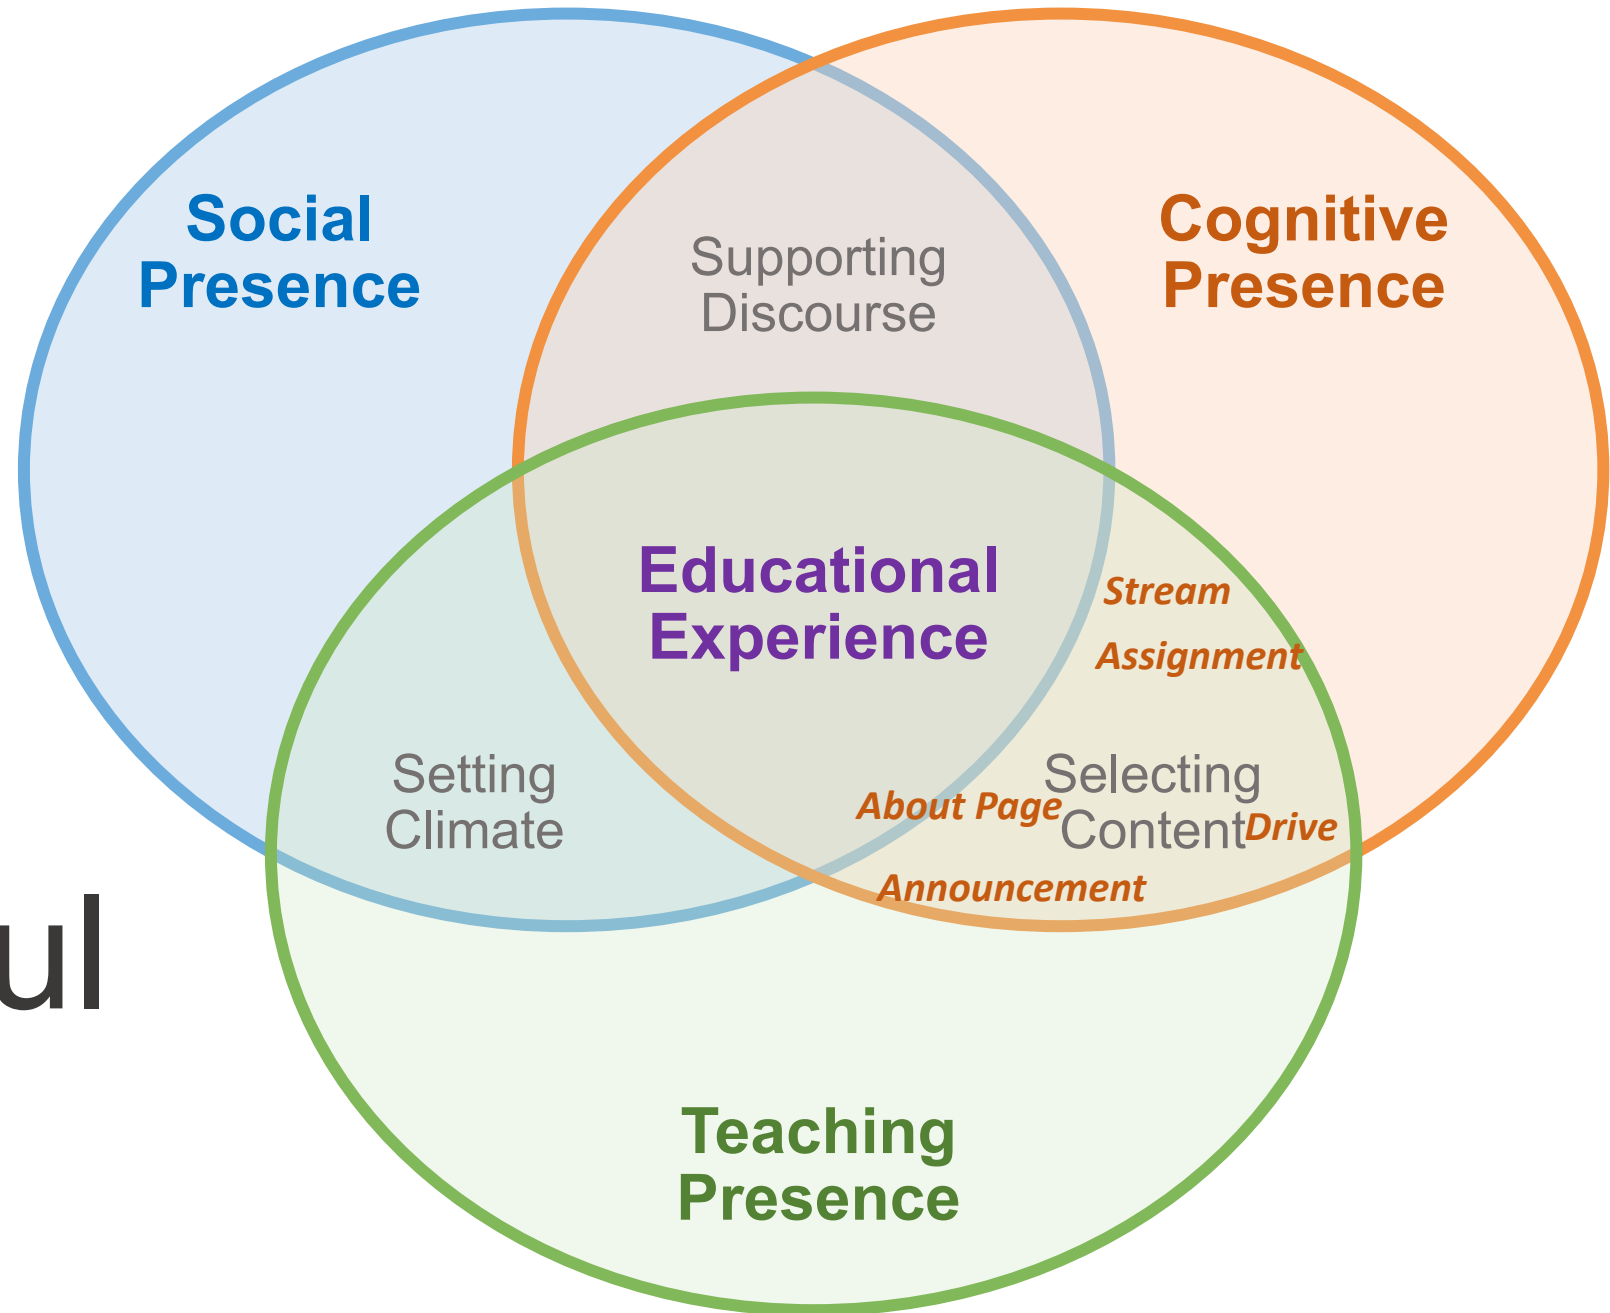 Social
Presence
Cognitive
Presence
Supporting
Discourse
Educational
Experience
Stream
Assignment
Setting
Climate
Selecting
Content
About Page
Drive
Announcement
ul
Teaching
Presence